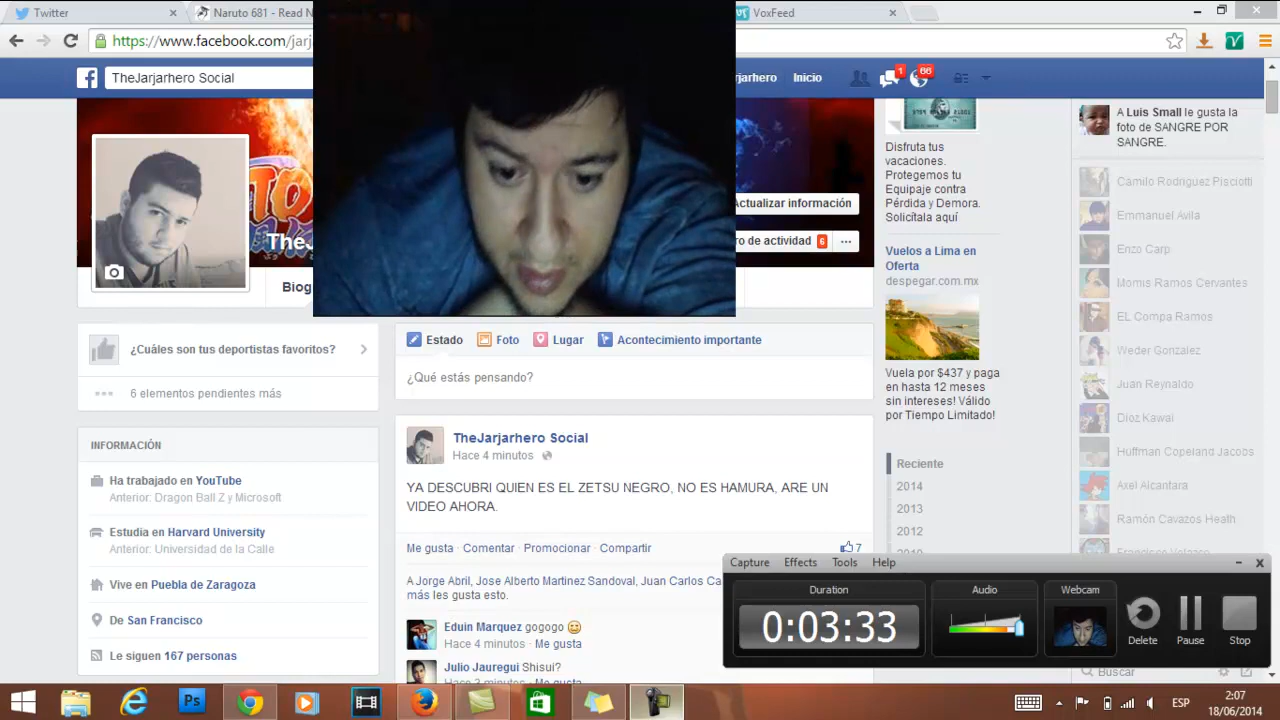 Twitter
Naruto 681 - Read N
VoxFeed
https://www.facebook.com/jarj
TheJarjarhero Social
jarhero
Inicio
1
66
Actualizar información
ro de actividad 6
TheJ
Biog
Disfruta tus
vacaciones.
Protegemos tu
Equipaje contra
Pérdida y Demora.
Solicítala aquí
Vuelos a Lima en
Oferta
despegar.com.mx
Vuela por $437 y paga
en hasta 12 meses
sin intereses! Válido
por Tiempo Limitado!
Reciente
2014
2013
2012
A Luis Small le gusta la
foto de SANGRE POR
SANGRE.
Camilo Rodriguez Pisciotti
Emmanuel Avila
Enzo Carp
Momis Ramos Cervantes
EL Compa Ramos
Weder Gonzalez
Juan Reynaldo
Dioz Kawai
Huffman Copeland Jacobs
Axel Alcantara
Ramón Cavazos Heath
¿Cuáles son tus deportistas favoritos?
6 elementos pendientes más
INFORMACIÓN
Ha trabajado en YouTube
Anterior: Dragon Ball Z y Microsoft
Estudia en Harvard University
Anterior: Universidad de la Calle
Vive en Puebla de Zaragoza
De San Francisco
Le siguen 167 personas
Estado Foto Lugar Acontecimiento importante
¿Qué estás pensando?
TheJarjarhero Social
Hace 4 minutos
YA DESCUBRI QUIEN ES EL ZETSU NEGRO, NO ES HAMURA, ARE UN
VIDEO AHORA.
Me gusta · Comentar · Promocionar · Compartir
7
A Jorge Abril, Jose Alberto Martinez Sandoval, Juan Carlos Ca
más les gusta esto.
Eduin Marquez gogogo
Hace 4 minutos · Me gusta
Julio Jauregui Shisui?
Capture Effects Tools Help
Duration
0:03:33
Audio
Webcam
Delete
Pause
Stop
Buscar
ESP
2:07
18/06/2014